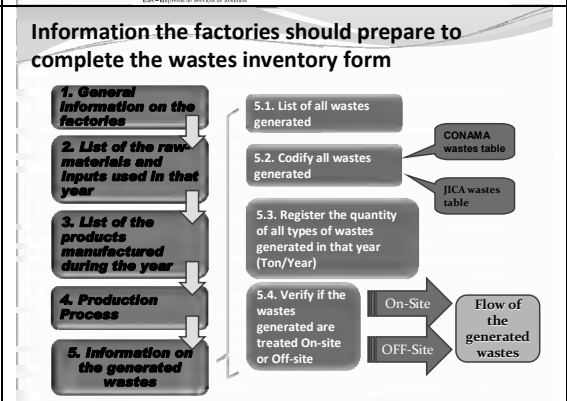 Information the factories should prepare to
complete the wastes inventory form
1. General
Information on the
factories
2. List of the raw-
materials and
Inputs used in that
year
3. List of the
products
manufactured
during the year
4. Production
Process
5. Information on
the generated
wastes
5.1. List of all wastes
generated
5.2. Codify all wastes
generated
CONAMA
wastes table
JICA wastes
table
5.3. Register the quantity
of all types of wastes
generated in that year
(Ton/Year)
5.4. Verify if the
wastes
generated are
treated On-site
or Off-site
On-Site
OFF-Site
Flow of
the
generated
wastes